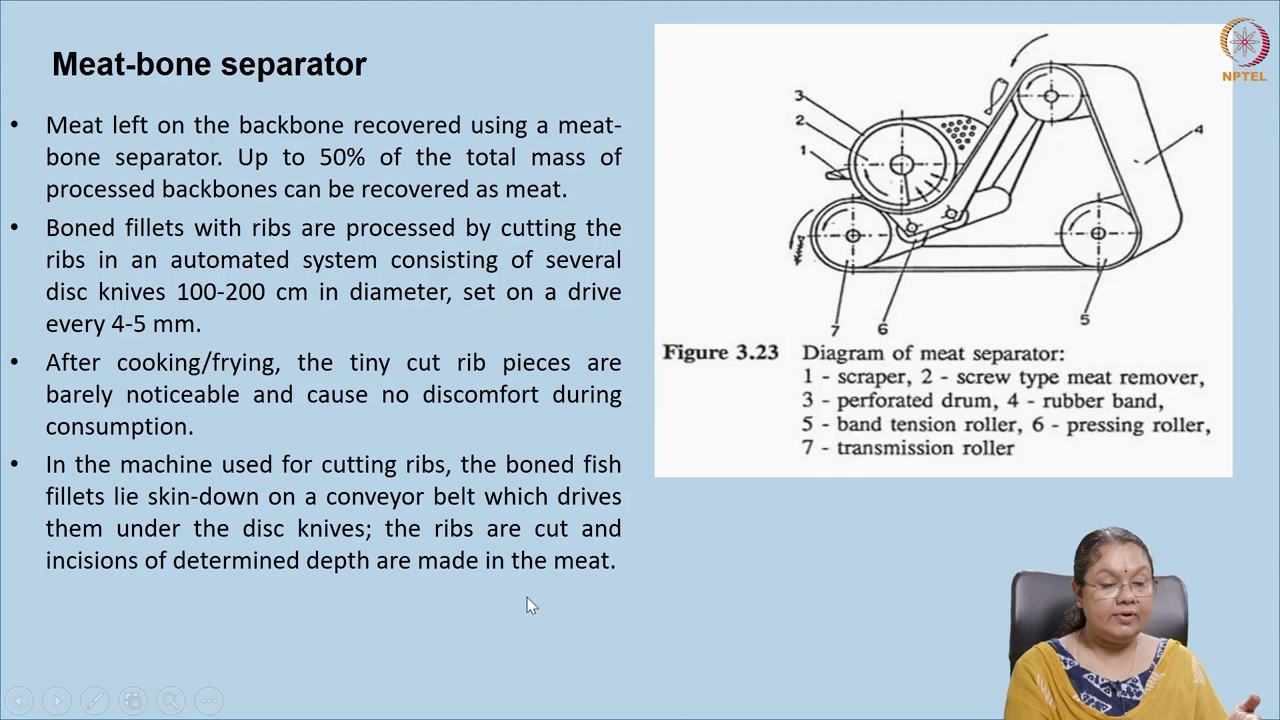 Meat-bone separator
• Meat left on the backbone recovered using a meat-
bone separator. Up to 50% of the total mass of
processed backbones can be recovered as meat.
• Boned fillets with ribs are processed by cutting the
ribs in an automated system consisting of several
disc knives 100-200 cm in diameter, set on a drive
every 4-5 mm.
• After cooking/frying, the tiny cut rib pieces are
barely noticeable and cause no discomfort during
consumption.
• In the machine used for cutting ribs, the boned fish
fillets lie skin-down on a conveyor belt which drives
them under the disc knives; the ribs are cut and
incisions of determined depth are made in the meat.
3
2
1
4
7
6
5
Figure 3.23 Diagram of meat separator:
1 - scraper, 2 - screw type meat remover,
3 - perforated drum, 4 - rubber band,
5 - band tension roller, 6 - pressing roller,
7 - transmission roller
NPTEL